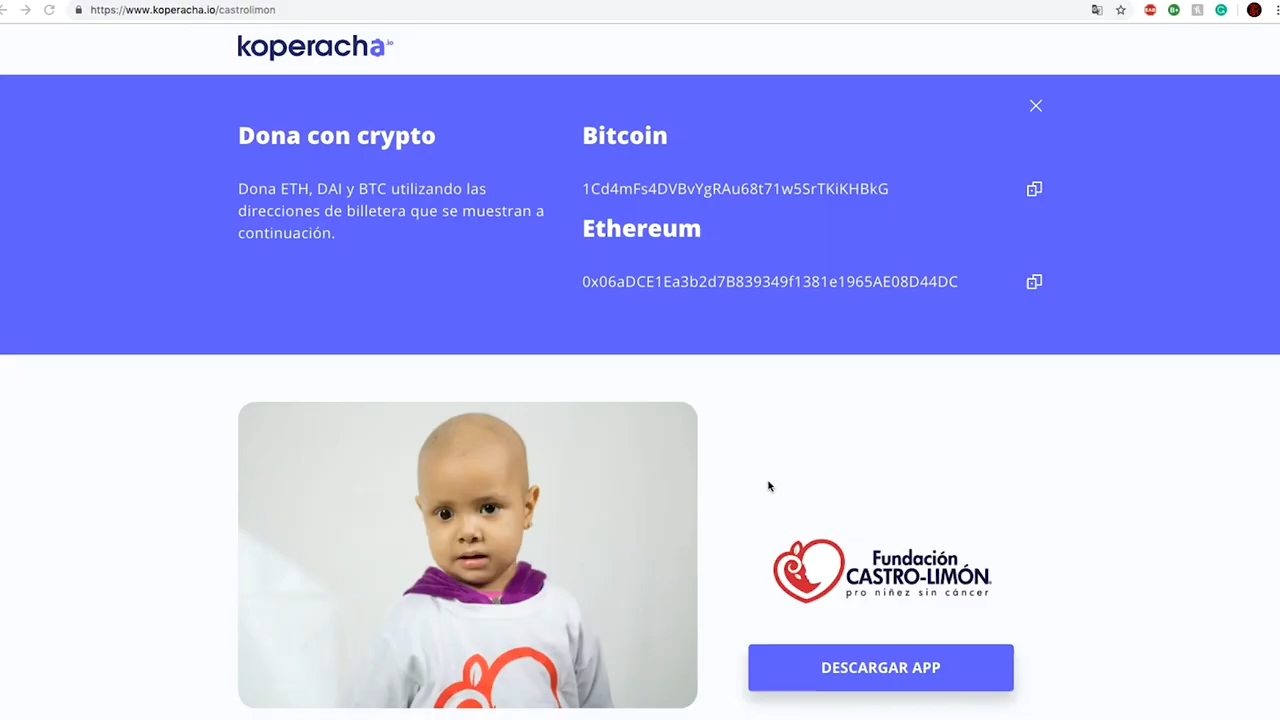 https://www.koperacha.io/castrolimon
koperacha.io
Dona con crypto
Dona ETH, DAI y BTC utilizando las
direcciones de billetera que se muestran a
continuación.
Bitcoin
1Cd4mFs4DVBvYgRAu68t71w5SrTKiKHBkG
Ethereum
0x06aDCE1Ea3b2d7B839349f1381e1965AE08D44DC
Fundación
CASTRO-LIMÓN
pro niñez sin cáncer
DESCARGAR APP